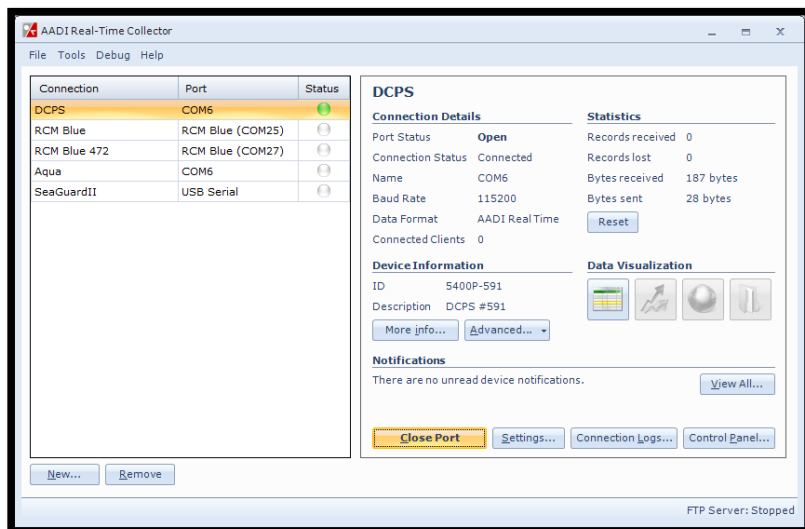 AADI Real-Time Collector
File Tools Debug Help
Connection Port Status
DCPS COM6
RCM Blue RCM Blue (COM25)
RCM Blue 472 RCM Blue (COM27)
Aqua COM6
SeaGuardII USB Serial
New... Remove
DCPS
Connection Details
Port Status Open
Connection Status Connected
Name COM6
Baud Rate 115200
Data Format AADI Real Time
Connected Clients 0
Statistics
Records received 0
Records lost 0
Bytes received 187 bytes
Bytes sent 28 bytes
Reset
Device Information
ID 5400P-591
Description DCPS #591
More info... Advanced...
Data Visualization
Notifications
There are no unread device notifications.
View All...
Close Port Settings... Connection Logs... Control Panel...
FTP Server: Stopped